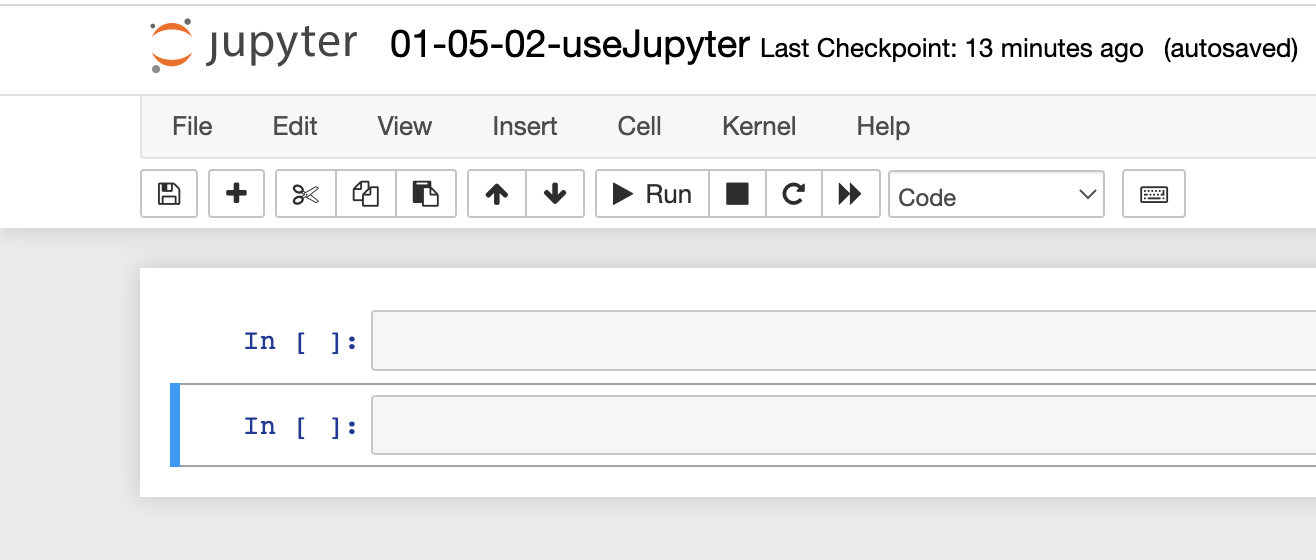 jupyter 01-05-02-useJupyter Last Checkpoint: 13 minutes ago (autosaved)
File Edit View Insert Cell Kernel Help
Run Code
In [ ]:
In [ ]: